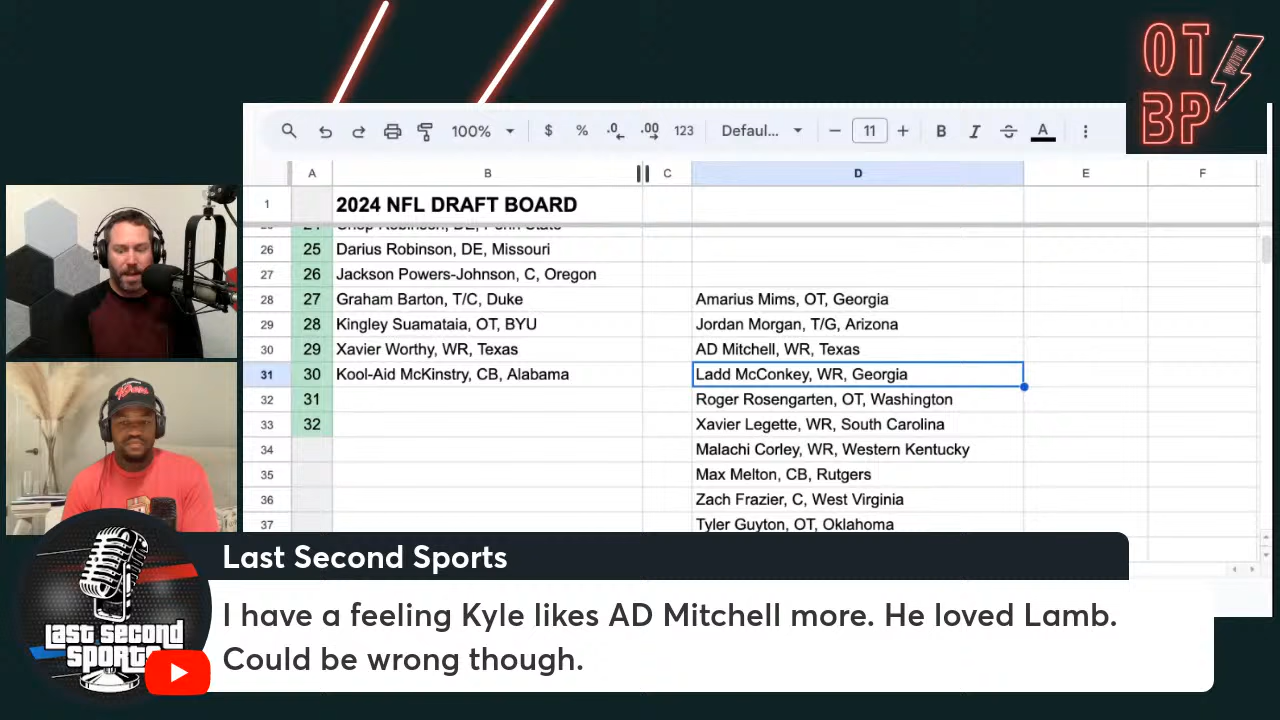 OT
WITH
BP
100%
$
%
.0
.00
123
Defaul...
11
B
I
A
A
B
C
D
E
F
1
2024 NFL DRAFT BOARD
26
25
Darius Robinson, DE, Missouri
27
26
Jackson Powers-Johnson, C, Oregon
28
27
Graham Barton, T/C, Duke
Amarius Mims, OT, Georgia
29
28
Kingley Suamataia, OT, BYU
Jordan Morgan, T/G, Arizona
30
29
Xavier Worthy, WR, Texas
AD Mitchell, WR, Texas
31
30
Kool-Aid McKinstry, CB, Alabama
Ladd McConkey, WR, Georgia
32
31
Roger Rosengarten, OT, Washington
33
32
Xavier Legette, WR, South Carolina
34
Malachi Corley, WR, Western Kentucky
35
Max Melton, CB, Rutgers
36
Zach Frazier, C, West Virginia
37
Tyler Guyton, OT, Oklahoma
Last Second Sports
I have a feeling Kyle likes AD Mitchell more. He loved Lamb.
Could be wrong though.
LAST SECOND
SPORTS